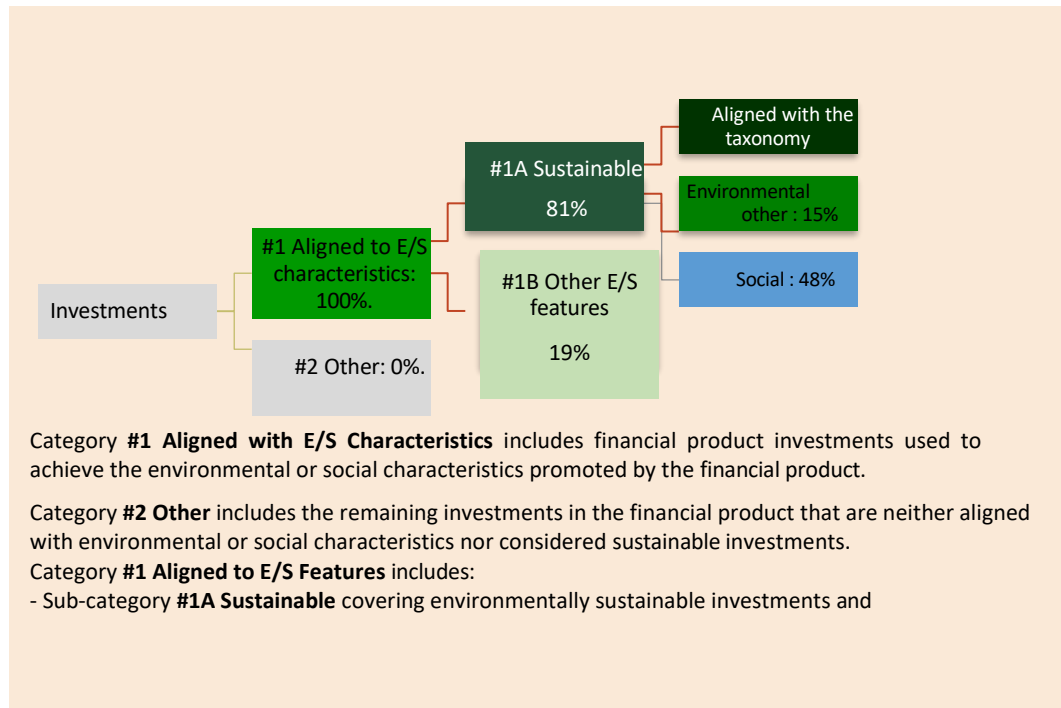 Aligned with the
taxonomy
#1A Sustainable
81%
Environmental
other : 15%
#1 Aligned to E/S
characteristics:
100%.
Social : 48%
#1B Other E/S
features
19%
Investments
#2 Other: 0%.
Category #1 Aligned with E/S Characteristics includes financial product investments used to
achieve the environmental or social characteristics promoted by the financial product.
Category #2 Other includes the remaining investments in the financial product that are neither aligned
with environmental or social characteristics nor considered sustainable investments.
Category #1 Aligned to E/S Features includes:
- Sub-category #1A Sustainable covering environmentally sustainable investments and